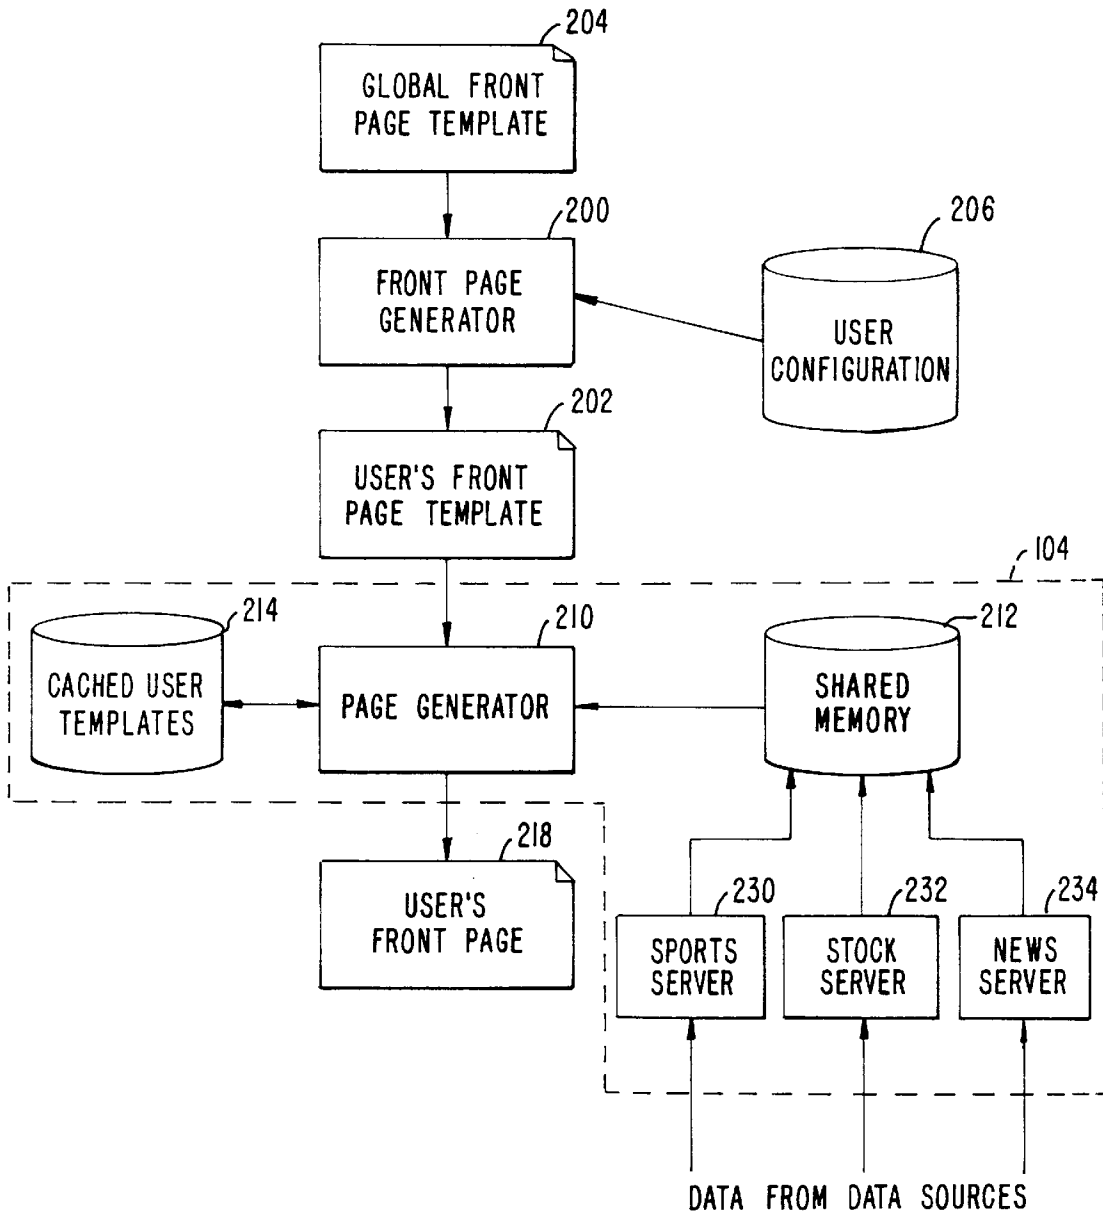 204
GLOBAL FRONT
PAGE TEMPLATE
200
FRONT PAGE
GENERATOR
206
USER
CONFIGURATION
202
USER'S FRONT
PAGE TEMPLATE
104
214
CACHED USER
TEMPLATES
210
PAGE GENERATOR
212
SHARED
MEMORY
218
USER'S
FRONT PAGE
230
SPORTS
SERVER
232
STOCK
SERVER
234
NEWS
SERVER
DATA FROM DATA SOURCES